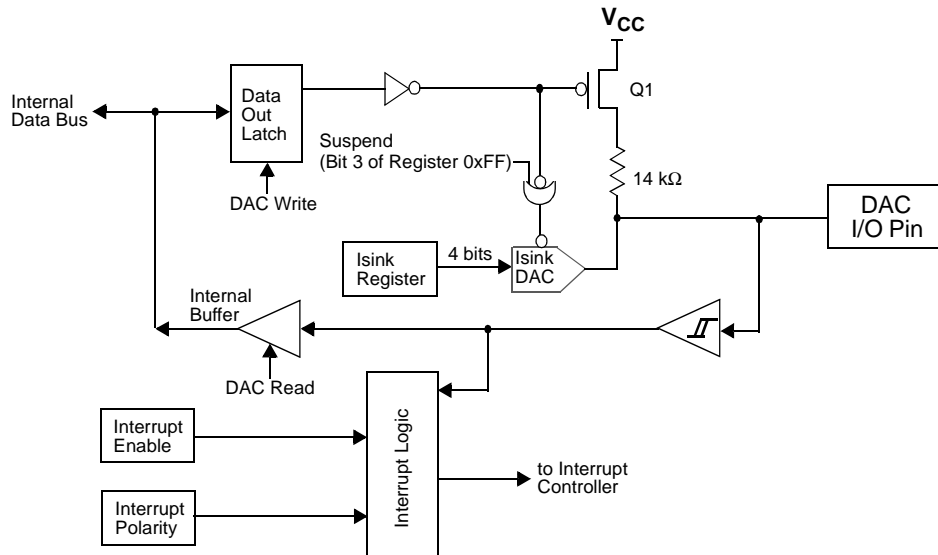 VCC
Q1
Internal
Data Bus
Data
Out
Latch
Suspend
(Bit 3 of Register 0xFF)
14 kΩ
DAC Write
DAC
I/O Pin
Isink
Register
4 bits
Isink
DAC
Internal
Buffer
DAC Read
Interrupt
Enable
Interrupt Logic
to Interrupt
Controller
Interrupt
Polarity